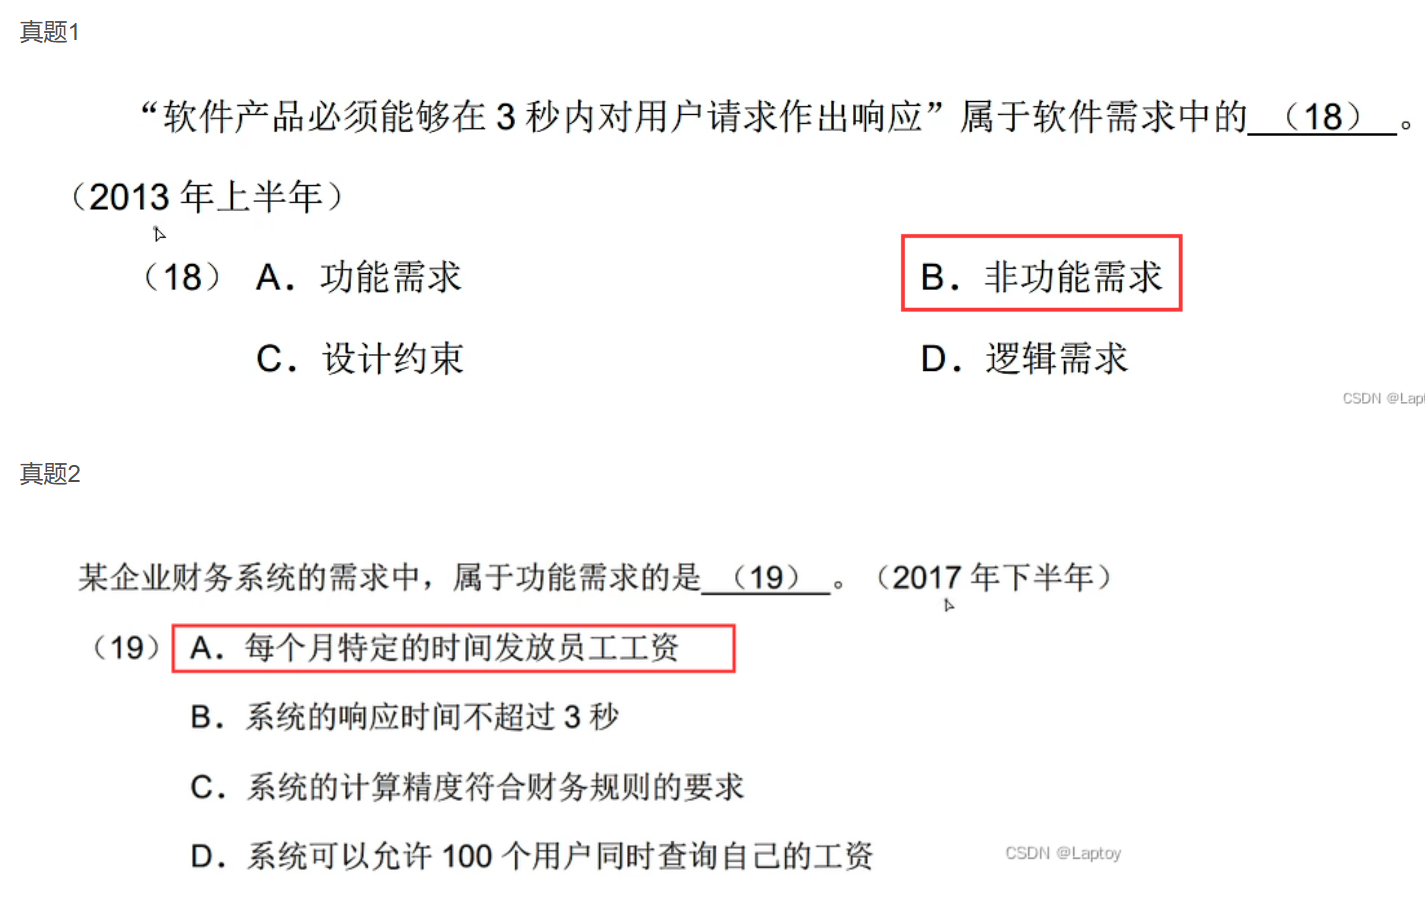 真题1
“软件产品必须能够在 3 秒内对用户请求作出响应”属于软件需求中的 （18） 。
（2013 年上半年）
（18） A．功能需求 B．非功能需求
C．设计约束 D．逻辑需求
CSDN @Lap
真题2
某企业财务系统的需求中，属于功能需求的是 （19） 。（2017 年下半年）
（19） A．每个月特定的时间发放员工工资
B．系统的响应时间不超过 3 秒
C．系统的计算精度符合财务规则的要求
D．系统可以允许 100 个用户同时查询自己的工资
CSDN @Laptoy